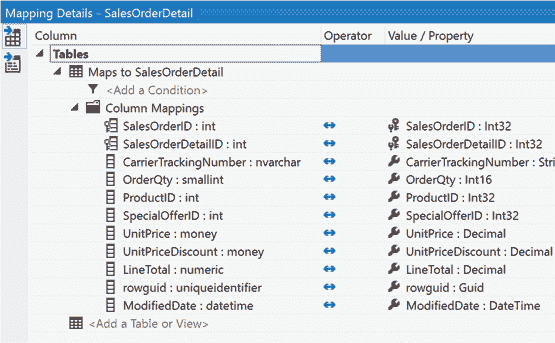 Mapping Details - SalesOrderDetail
Column Operator Value / Property
Tables
Maps to SalesOrderDetail
<Add a Condition>
Column Mappings
SalesOrderID : int SalesOrderID : Int32
SalesOrderDetailID : int SalesOrderDetailID : Int32
CarrierTrackingNumber : nvarchar CarrierTrackingNumber : Stri
OrderQty : smallint OrderQty : Int16
ProductID : int ProductID : Int32
SpecialOfferID : int SpecialOfferID : Int32
UnitPrice : money UnitPrice : Decimal
UnitPriceDiscount : money UnitPriceDiscount : Decimal
LineTotal : numeric LineTotal : Decimal
rowguid : uniqueidentifier rowguid : Guid
ModifiedDate : datetime ModifiedDate : DateTime
<Add a Table or View>